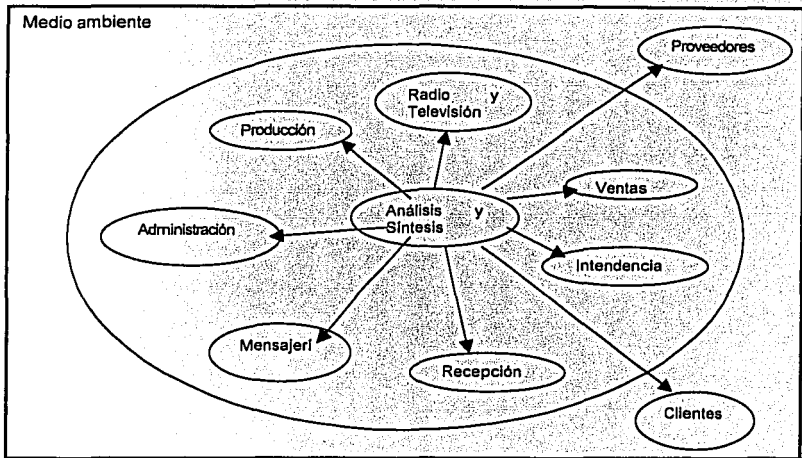 Medio ambiente
Proveedores
Radio y
Televisión
Producción
Ventas
Análisis y
Síntesis
Administración
Intendencia
Mensajerí
Recepción
Clientes